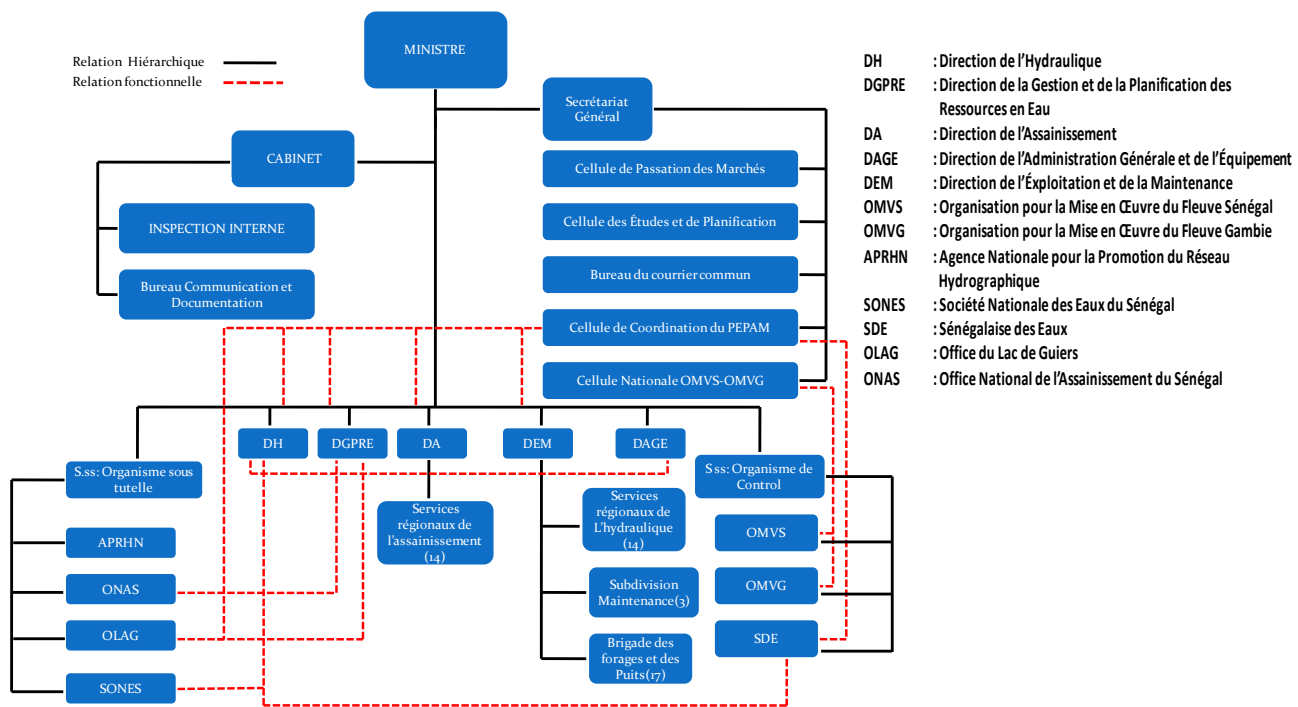 MINISTRE
Relation Hiérarchique
Relation fonctionnelle
Secrétariat
Général
CABINET
Cellule de Passation des Marchés
INSPECTION INTERNE
Cellule des Études et de Planification
Bureau Communication et
Documentation
Bureau du courrier commun
Cellule de Coordination du PEPAM
Cellule Nationale OMVS-OMVG
DH
DGPRE
DA
DEM
DAGE
S.ss: Organisme sous
tutelle
S ss: Organisme de
Control
APRHN
ONAS
OLAG
SONES
Services
régionaux de
l'assainissement
(14)
Services
régionaux de
L'hydraulique
(14)
Subdivision
Maintenance(3)
Brigade des
forages et des
Puits(17)
OMVS
OMVG
SDE
DH : Direction de l'Hydraulique
DGPRE : Direction de la Gestion et de la Planification des
Ressources en Eau
DA : Direction de l'Assainissement
DAGE : Direction de l'Administration Générale et de l'Équipement
DEM : Direction de l'Éxploitation et de la Maintenance
OMVS : Organisation pour la Mise en Œuvre du Fleuve Sénégal
OMVG : Organisation pour la Mise en Œuvre du Fleuve Gambie
APRHN : Agence Nationale pour la Promotion du Réseau
Hydrographique
SONES : Société Nationale des Eaux du Sénégal
SDE : Sénégalaise des Eaux
OLAG : Office du Lac de Guiers
ONAS : Office National de l'Assainissement du Sénégal